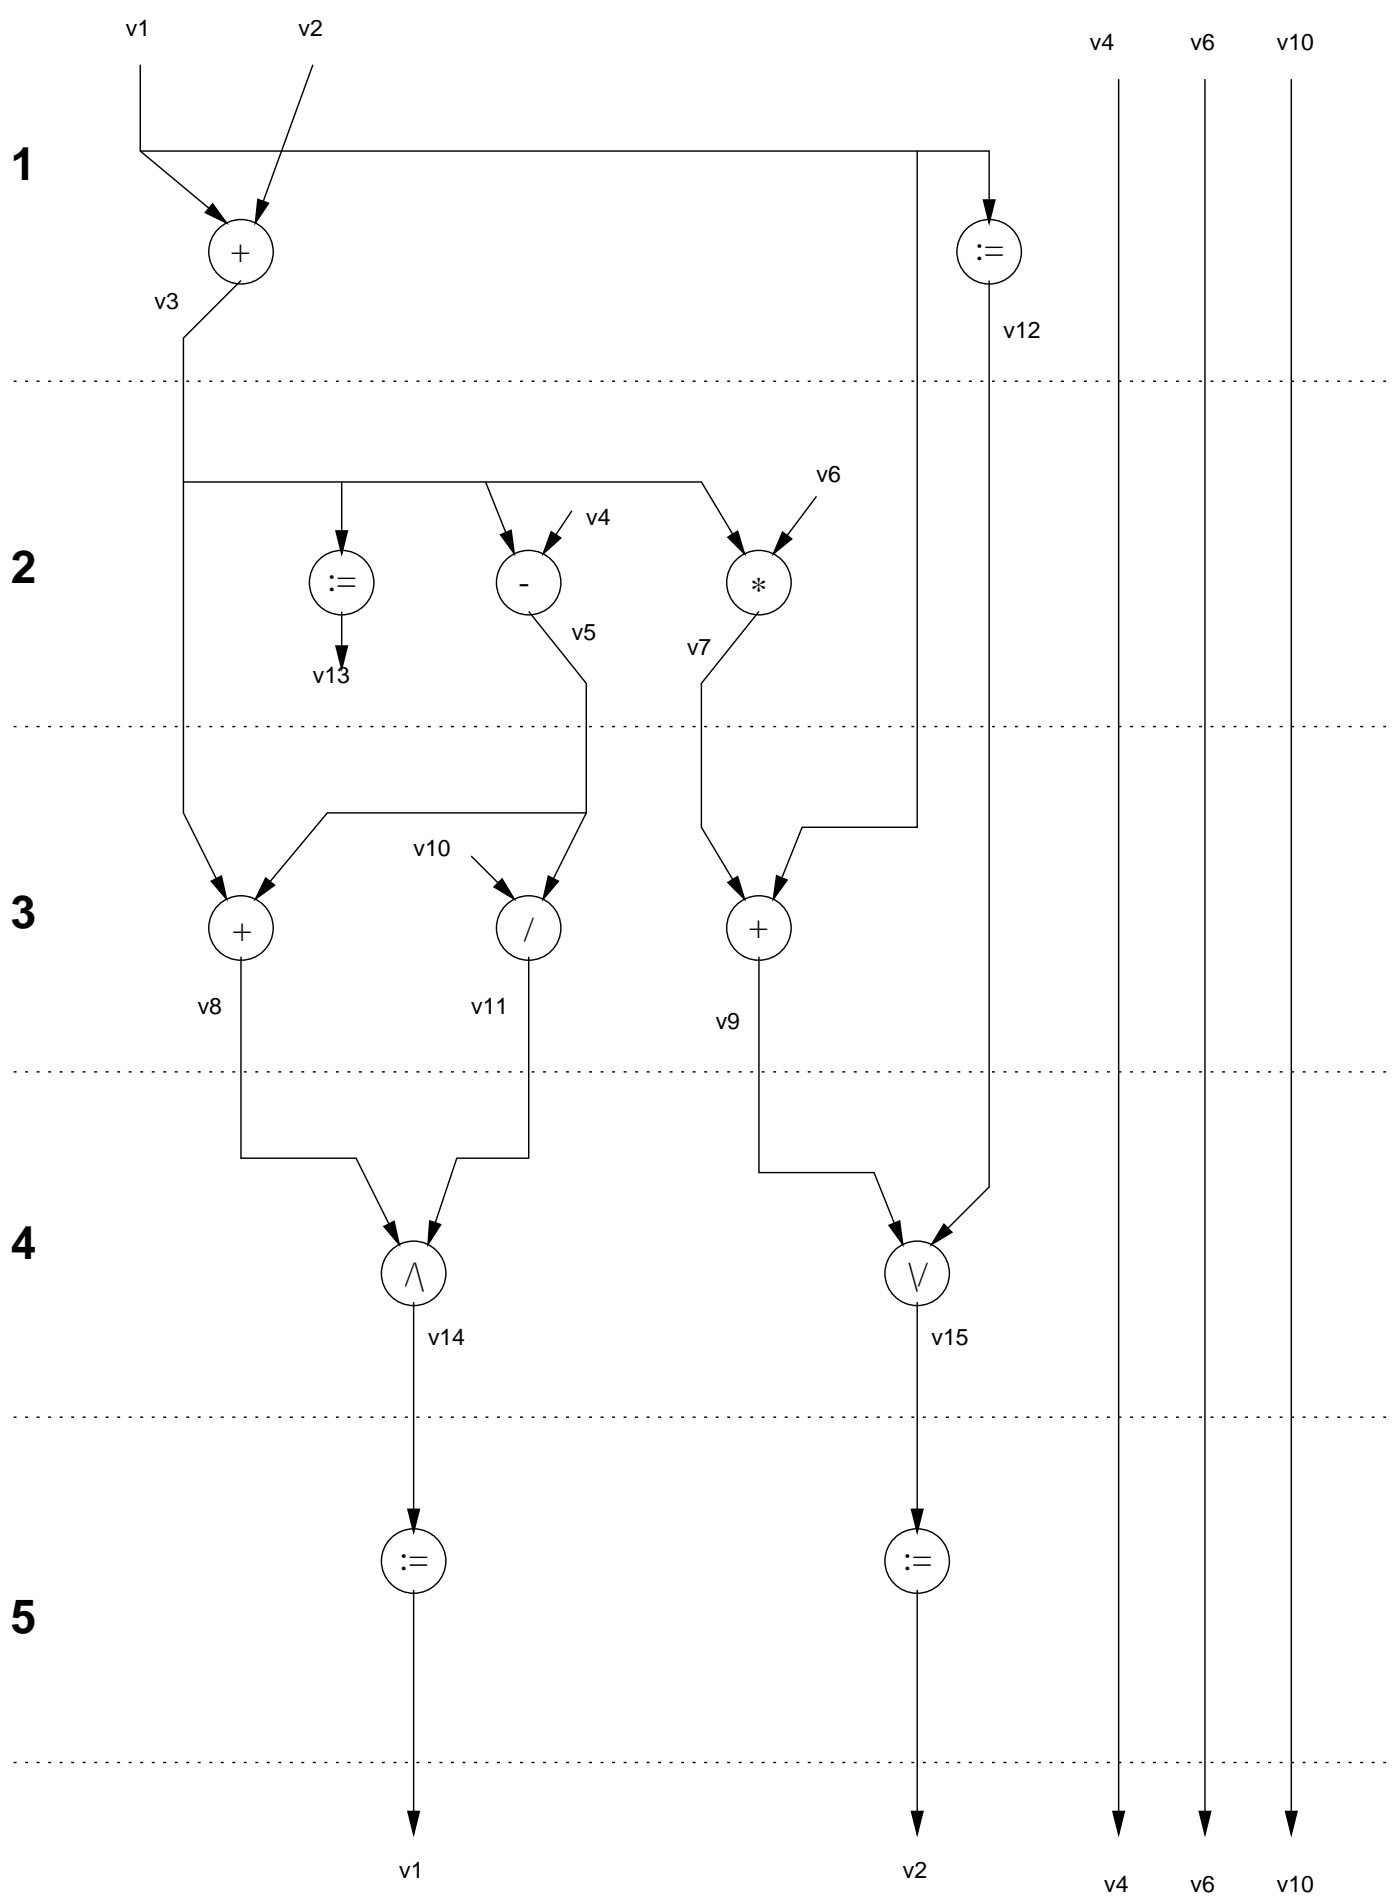 v1 v2
v4 v6 v10
1
+ :=
v3
v12
v6
v4
2
:= - *
v5
v7
v13
v10
3
+ / +
v8 v11
v9
4
/\ \/
v14 v15
:= :=
5
v1 v2
v4 v6 v10